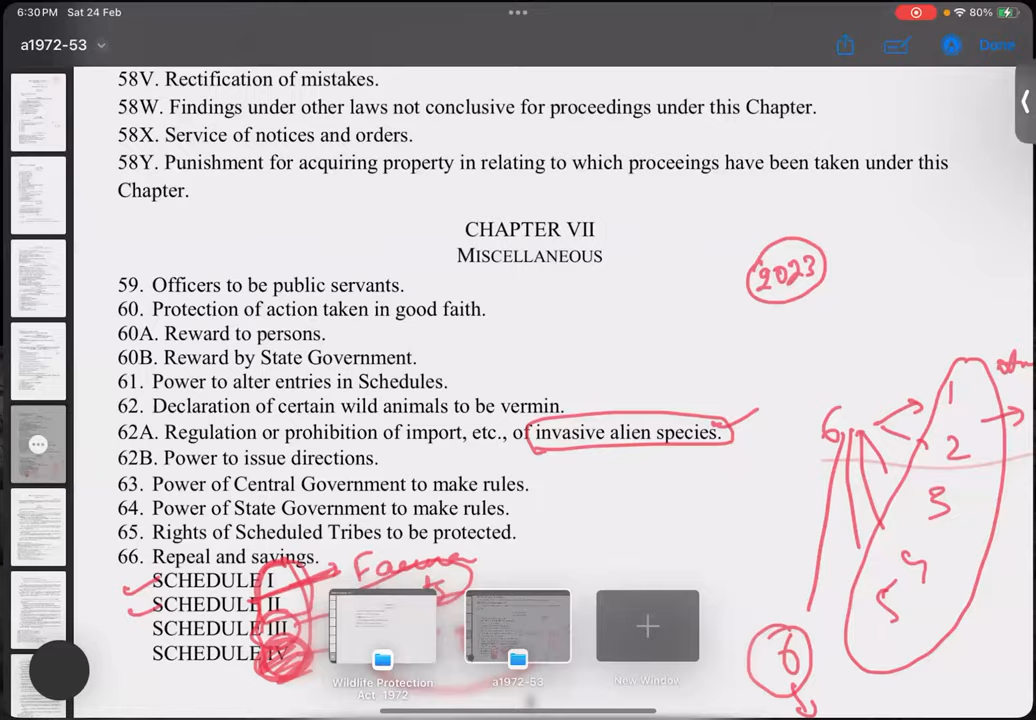 6:30 PM Sat 24 Feb
80%
a1972-53
Done
58V. Rectification of mistakes.
58W. Findings under other laws not conclusive for proceedings under this Chapter.
58X. Service of notices and orders.
58Y. Punishment for acquiring property in relating to which proceeings have been taken under this
Chapter.
CHAPTER VII
MISCELLANEOUS
2023
59. Officers to be public servants.
60. Protection of action taken in good faith.
60A. Reward to persons.
60B. Reward by State Government.
61. Power to alter entries in Schedules.
62. Declaration of certain wild animals to be vermin.
62A. Regulation or prohibition of import, etc., of invasive alien species.
62B. Power to issue directions.
63. Power of Central Government to make rules.
64. Power of State Government to make rules.
65. Rights of Scheduled Tribes to be protected.
66. Repeal and savings.
SCHEDULE I
SCHEDULE II
SCHEDULE III
SCHEDULE IV
Fauna
6
1
2
3
4
5
6
Wildlife Protection
Act, 1972
a1972-53
New Window